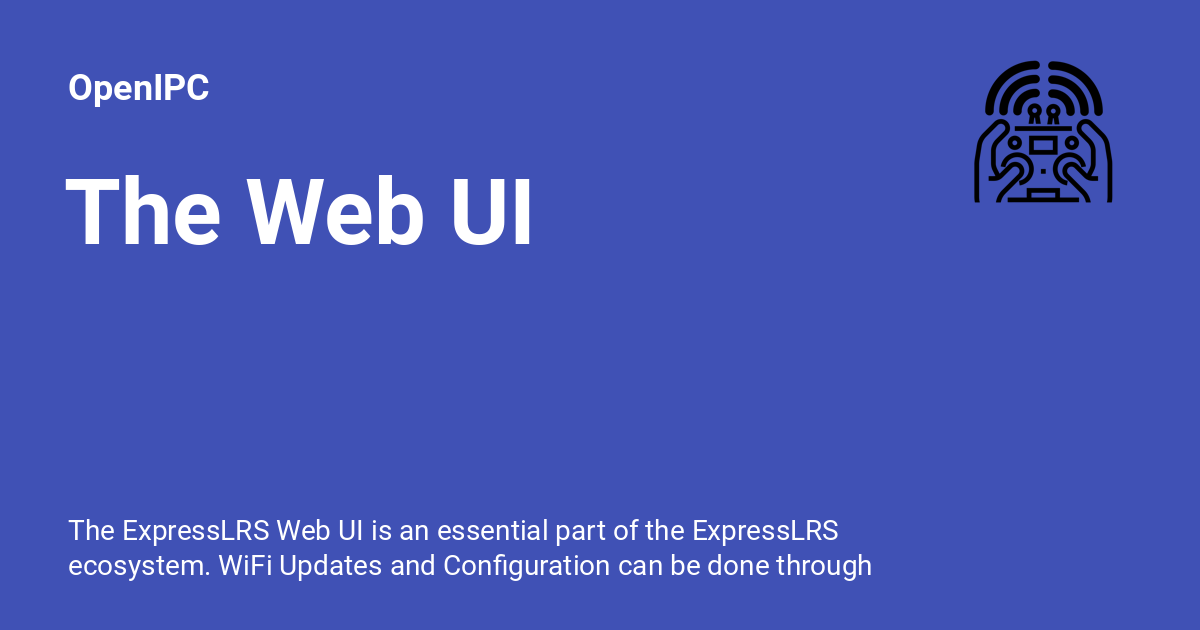 OpenIPC
The Web UI
The ExpressLRS Web UI is an essential part of the ExpressLRS
ecosystem. WiFi Updates and Configuration can be done through